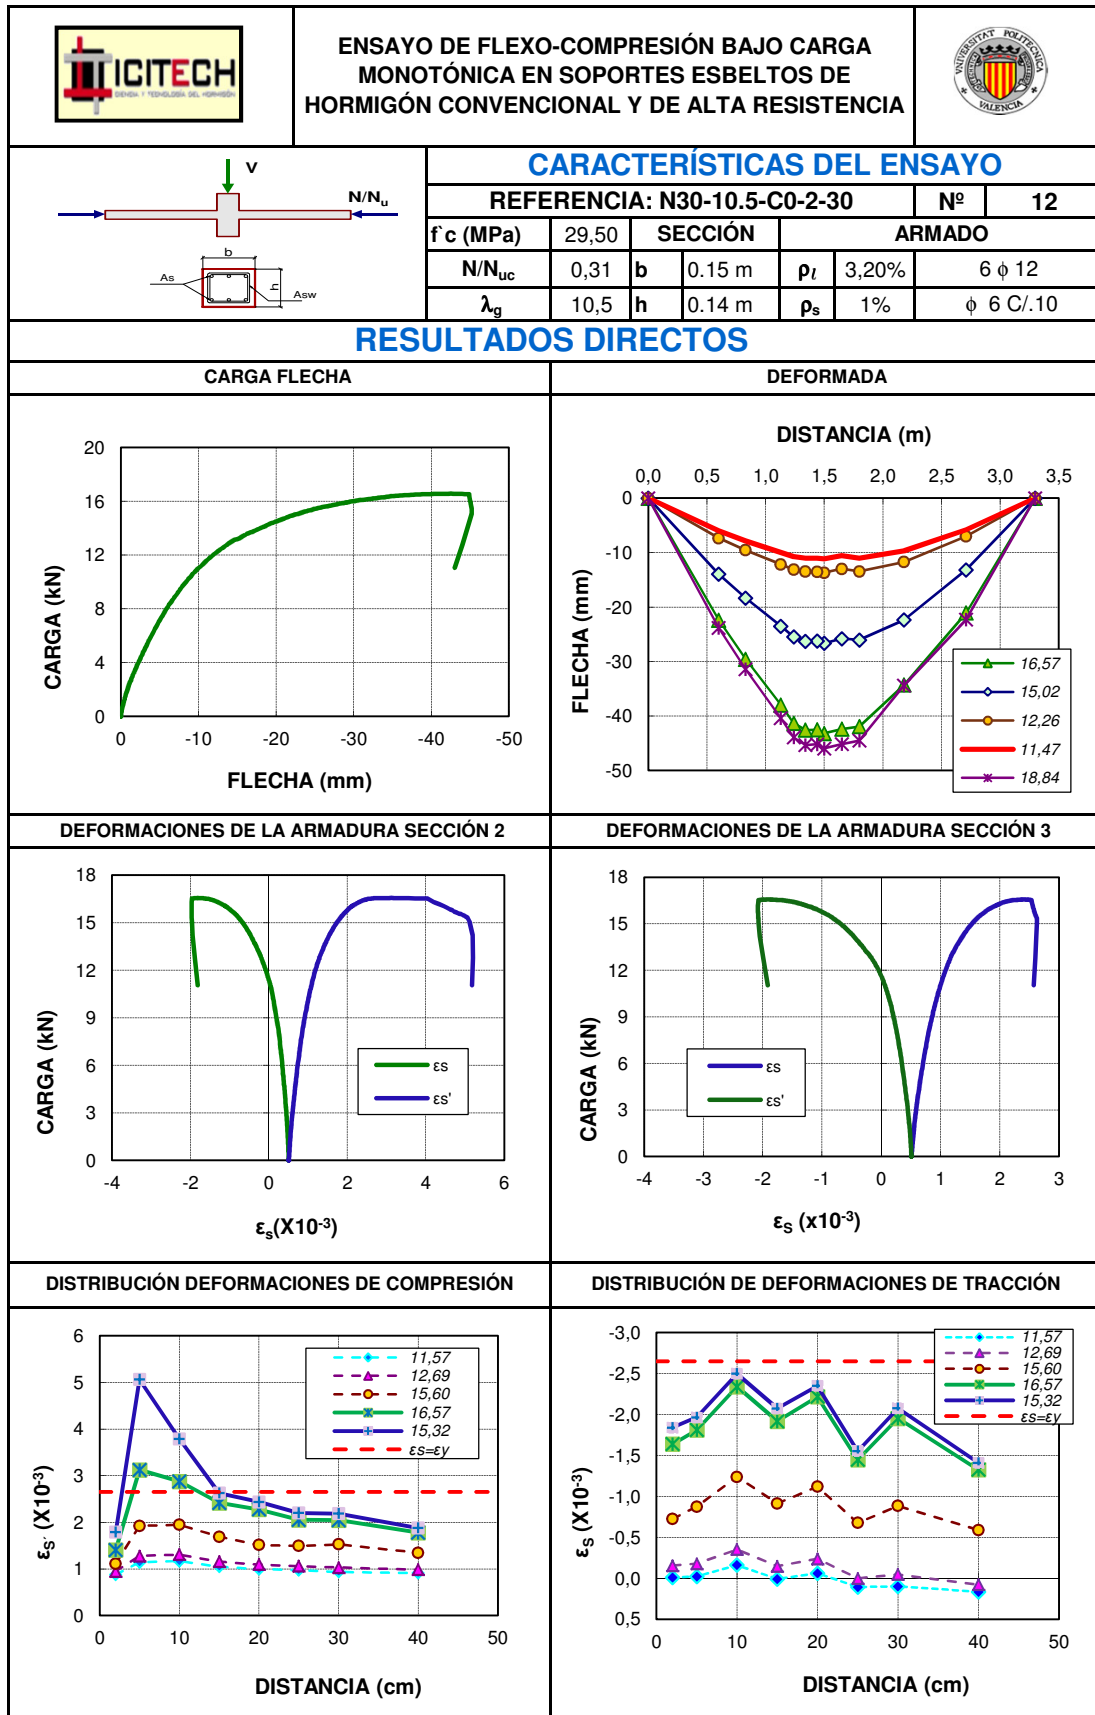 ICITECH
CIENCIA Y TECNOLOGÍA DEL HORMIGÓN
ENSAYO DE FLEXO-COMPRESIÓN BAJO CARGA
MONOTÓNICA EN SOPORTES ESBELTOS DE
HORMIGÓN CONVENCIONAL Y DE ALTA RESISTENCIA
UNIVERSITAT POLITECNICA
VALENCIA
V
N/Nu
b
h
As
Asw
CARACTERÍSTICAS DEL ENSAYO
REFERENCIA: N30-10.5-C0-2-30 Nº 12
f`c (MPa) 29,50 SECCIÓN ARMADO
N/Nuc 0,31 b 0.15 m ρl 3,20% 6 ϕ 12
λg 10,5 h 0.14 m ρs 1% ϕ 6 C/.10
RESULTADOS DIRECTOS
CARGA FLECHA
CARGA (kN)
20
16
12
8
4
0
0 -10 -20 -30 -40 -50
FLECHA (mm)
DEFORMADA
DISTANCIA (m)
0,0 0,5 1,0 1,5 2,0 2,5 3,0 3,5
FLECHA (mm)
0
-10
-20
-30
-40
-50
16,57
15,02
12,26
11,47
18,84
DEFORMACIONES DE LA ARMADURA SECCIÓN 2
CARGA (kN)
18
15
12
9
6
3
0
-4 -2 0 2 4 6
εs
εs'
εs(X10-3)
DEFORMACIONES DE LA ARMADURA SECCIÓN 3
CARGA (kN)
18
15
12
9
6
3
0
-4 -3 -2 -1 0 1 2 3
εs
εs'
εS (x10-3)
DISTRIBUCIÓN DEFORMACIONES DE COMPRESIÓN
εS´ (X10-3)
6
5
4
3
2
1
0
0 10 20 30 40 50
11,57
12,69
15,60
16,57
15,32
εs=εy
DISTANCIA (cm)
DISTRIBUCIÓN DE DEFORMACIONES DE TRACCIÓN
εS (X10-3)
-3,0
-2,5
-2,0
-1,5
-1,0
-0,5
0,0
0,5
0 10 20 30 40 50
11,57
12,69
15,60
16,57
15,32
εs=εy
DISTANCIA (cm)